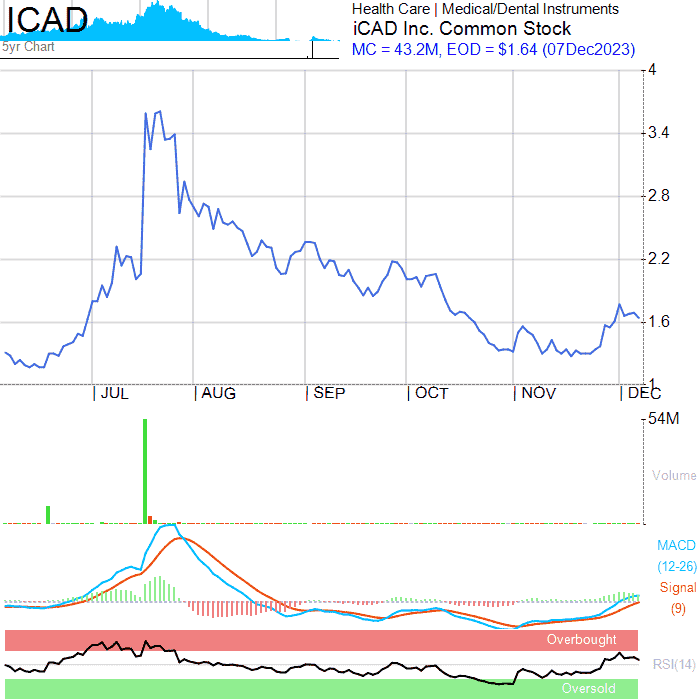 ICAD
5yr Chart
Health Care | Medical/Dental Instruments
iCAD Inc. Common Stock
MC = 43.2M, EOD = $1.64 (07Dec2023)
4
3.4
2.8
2.2
1.6
1
| JUL | AUG | SEP | OCT | NOV | DEC
54M
Volume
MACD
(12-26)
Signal
(9)
Overbought
RSI(14)
Oversold